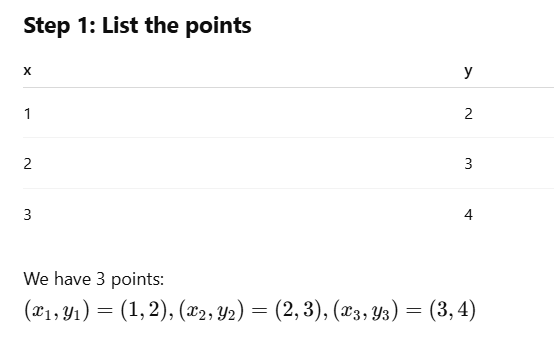 Step 1: List the points
x y
1 2
2 3
3 4
We have 3 points:
(x₁, y₁) = (1, 2), (x₂, y₂) = (2, 3), (x₃, y₃) = (3, 4)